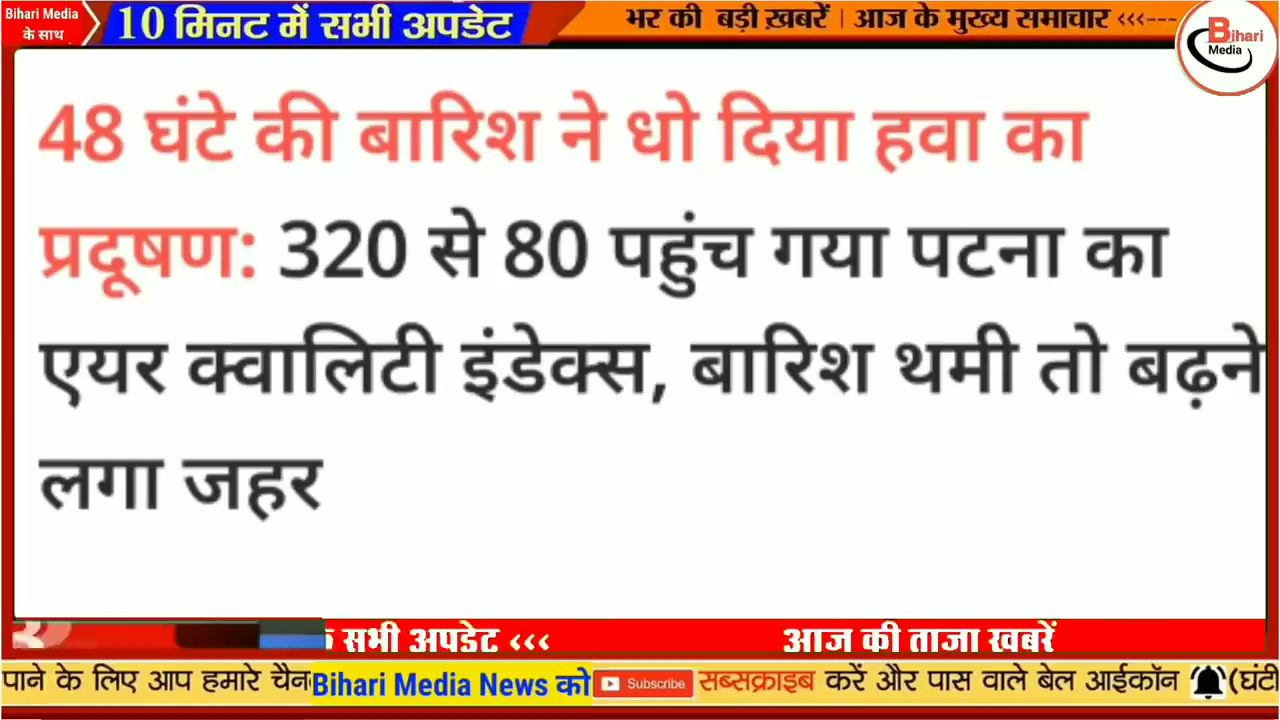 Bihari Media
के साथ
10 मिनट में सभी अपडेट
भर की बड़ी ख़बरें | आज के मुख्य समाचार <<<---
Bihari
Media
48 घंटे की बारिश ने धो दिया हवा का
प्रदूषण: 320 से 80 पहुंच गया पटना का
एयर क्वालिटी इंडेक्स, बारिश थमी तो बढ़ने
लगा जहर
सभी अपडेट <<< आज की ताजा खबरें
पाने के लिए आप हमारे Bihari Media News को Subscribe सब्सक्राइब करें और पास वाले बेल आईकॉन (घंटी